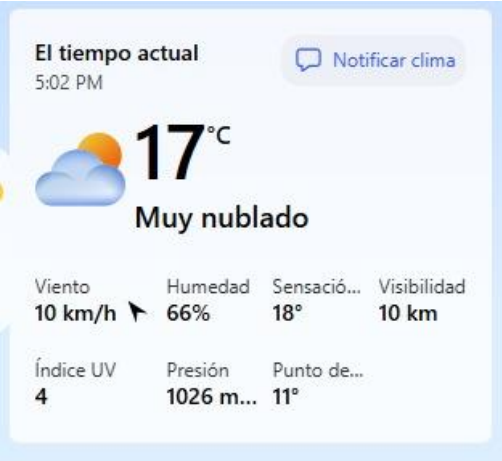 El tiempo actual
Notificar clima
5:02 PM
17°C
Muy nublado
Viento Humedad Sensació... Visibilidad
10 km/h 66% 18° 10 km
Índice UV Presión Punto de...
4 1026 m... 11°